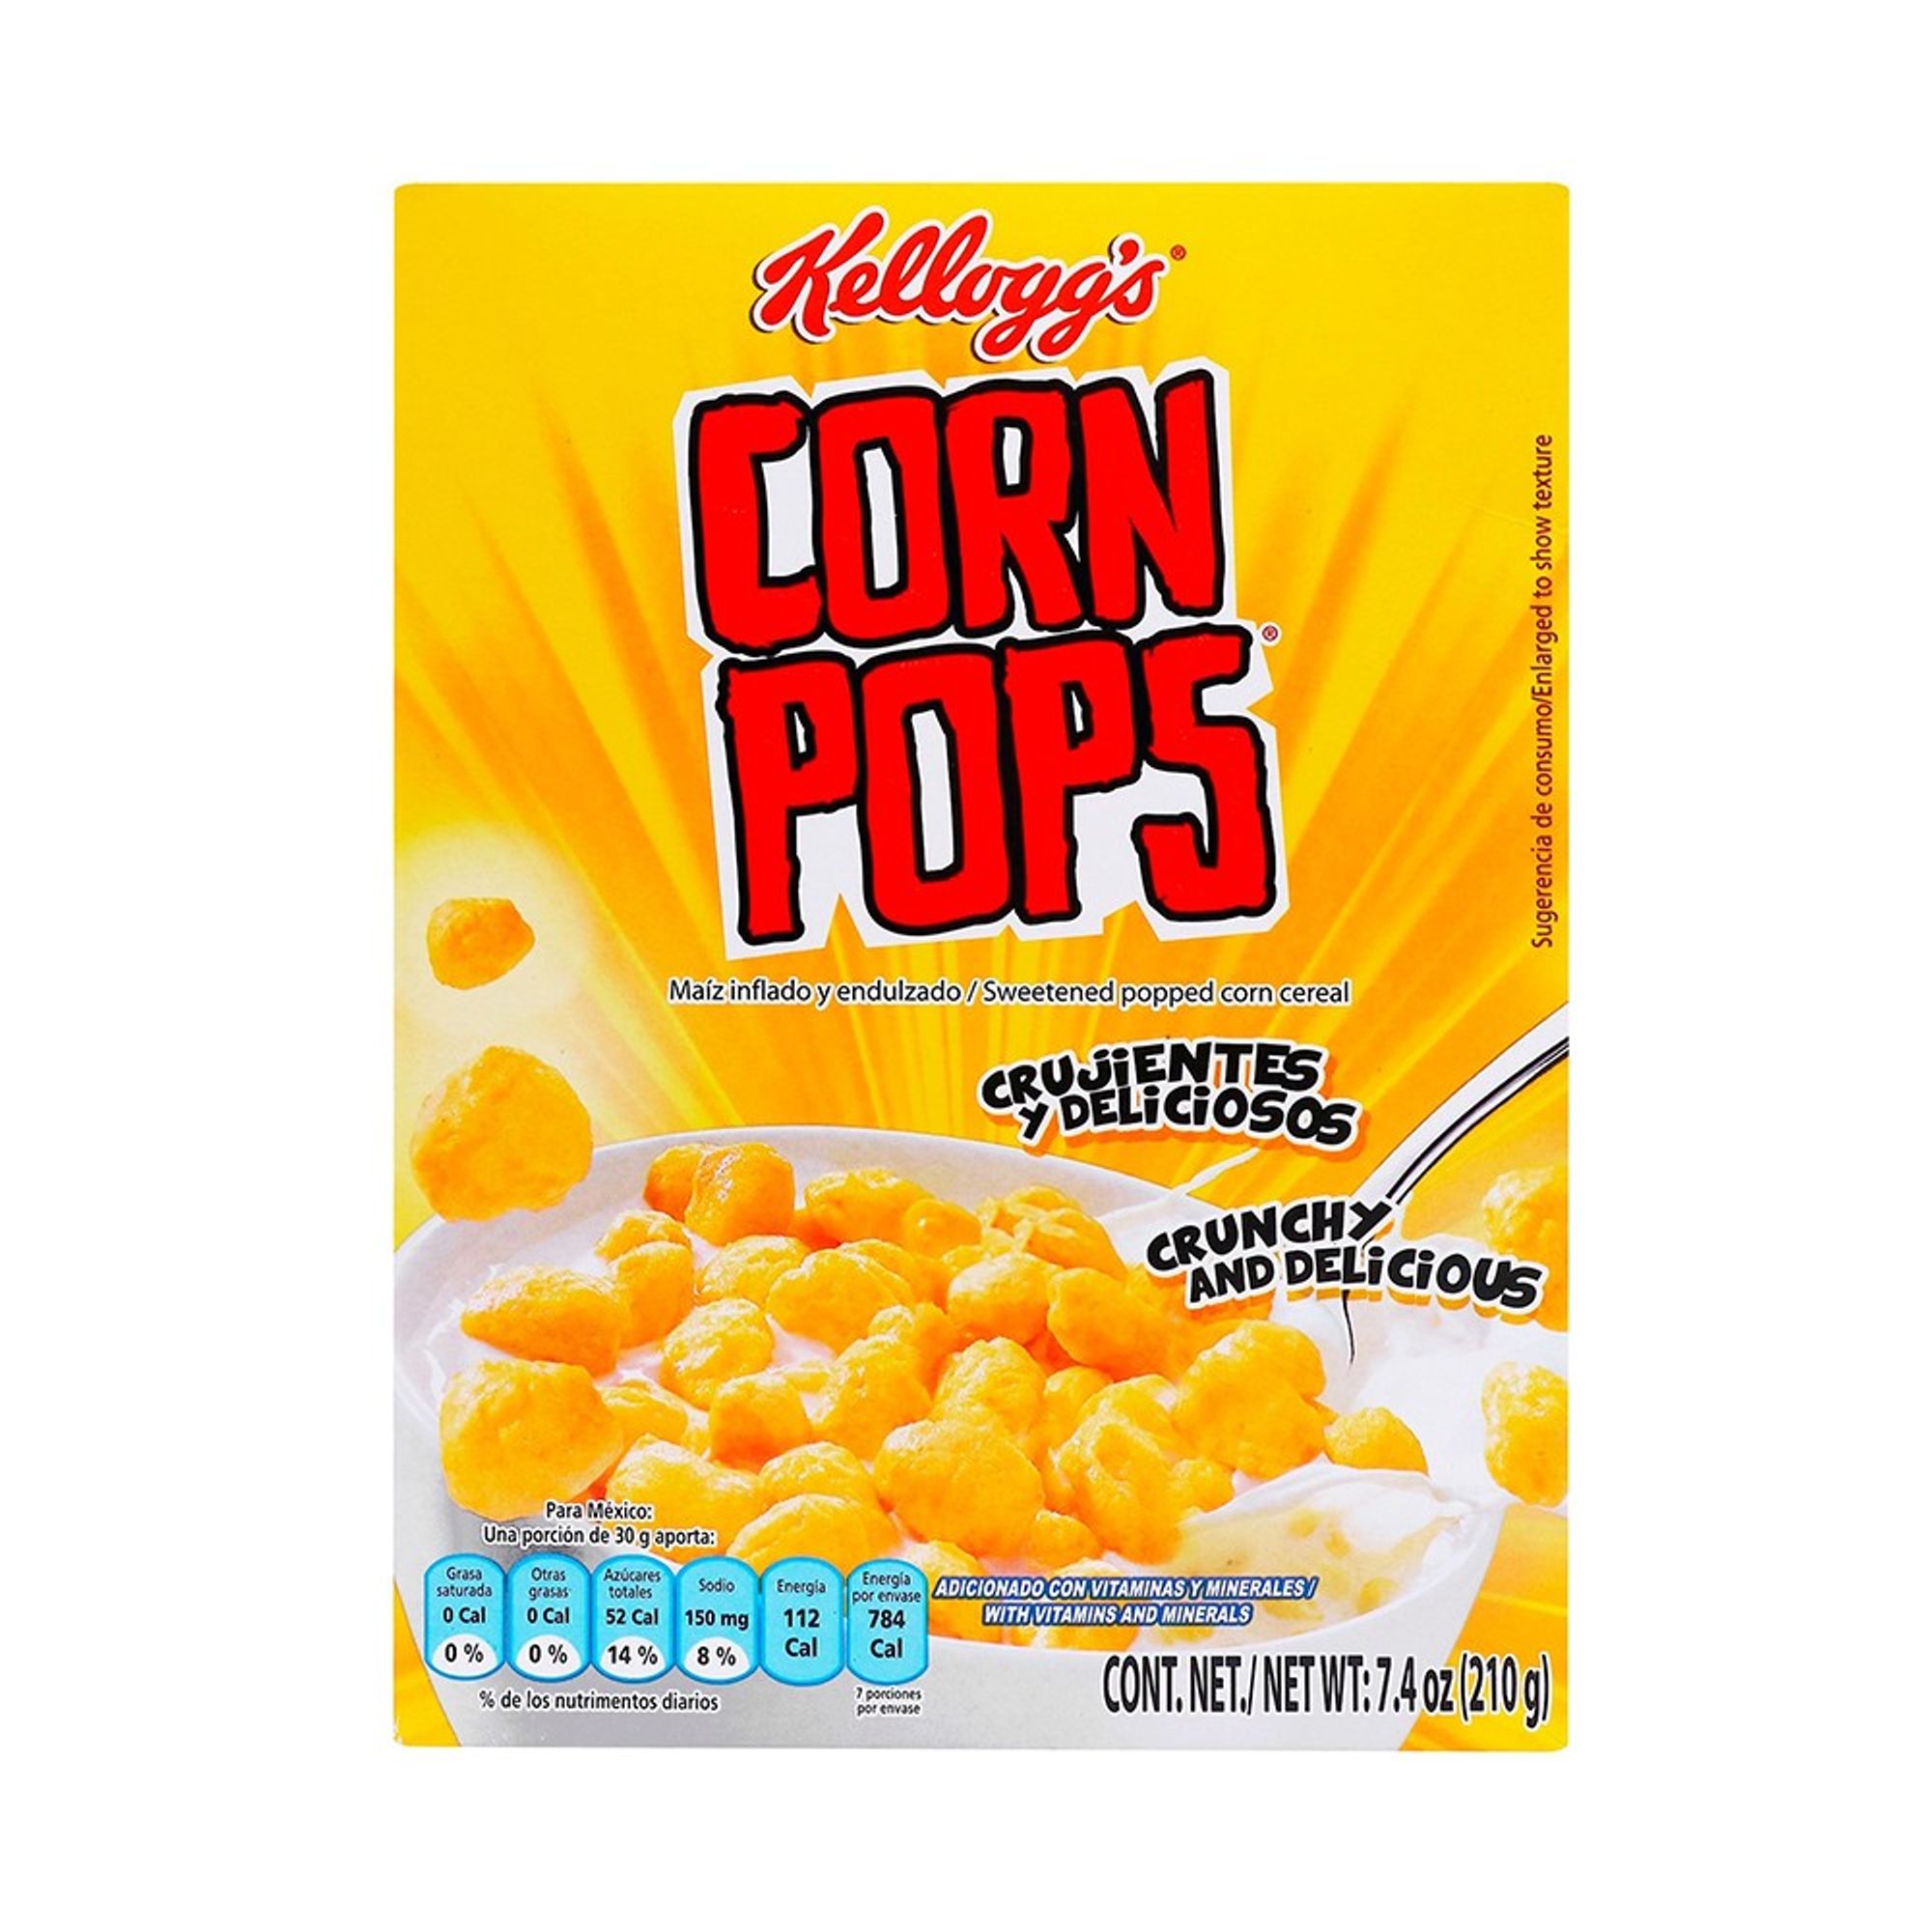 Kellogg's®
CORN
POPS®
Maíz inflado y endulzado / Sweetened popped corn cereal
Sugerencia de consumo/Enlarged to show texture
CRUJIENTES
Y DELICIOSOS
CRUNCHY
AND DELICIOUS
Para México:
Una porción de 30 g aporta:
Grasa saturada 0 Cal 0 %
Otras grasas 0 Cal 0 %
Azúcares totales 52 Cal 14 %
Sodio 150 mg 8 %
Energía 112 Cal
Energía por envase 784 Cal
% de los nutrimentos diarios
7 porciones
por envase
ADICIONADO CON VITAMINAS Y MINERALES /
WITH VITAMINS AND MINERALS
CONT. NET./ NET WT: 7.4 oz (210 g)